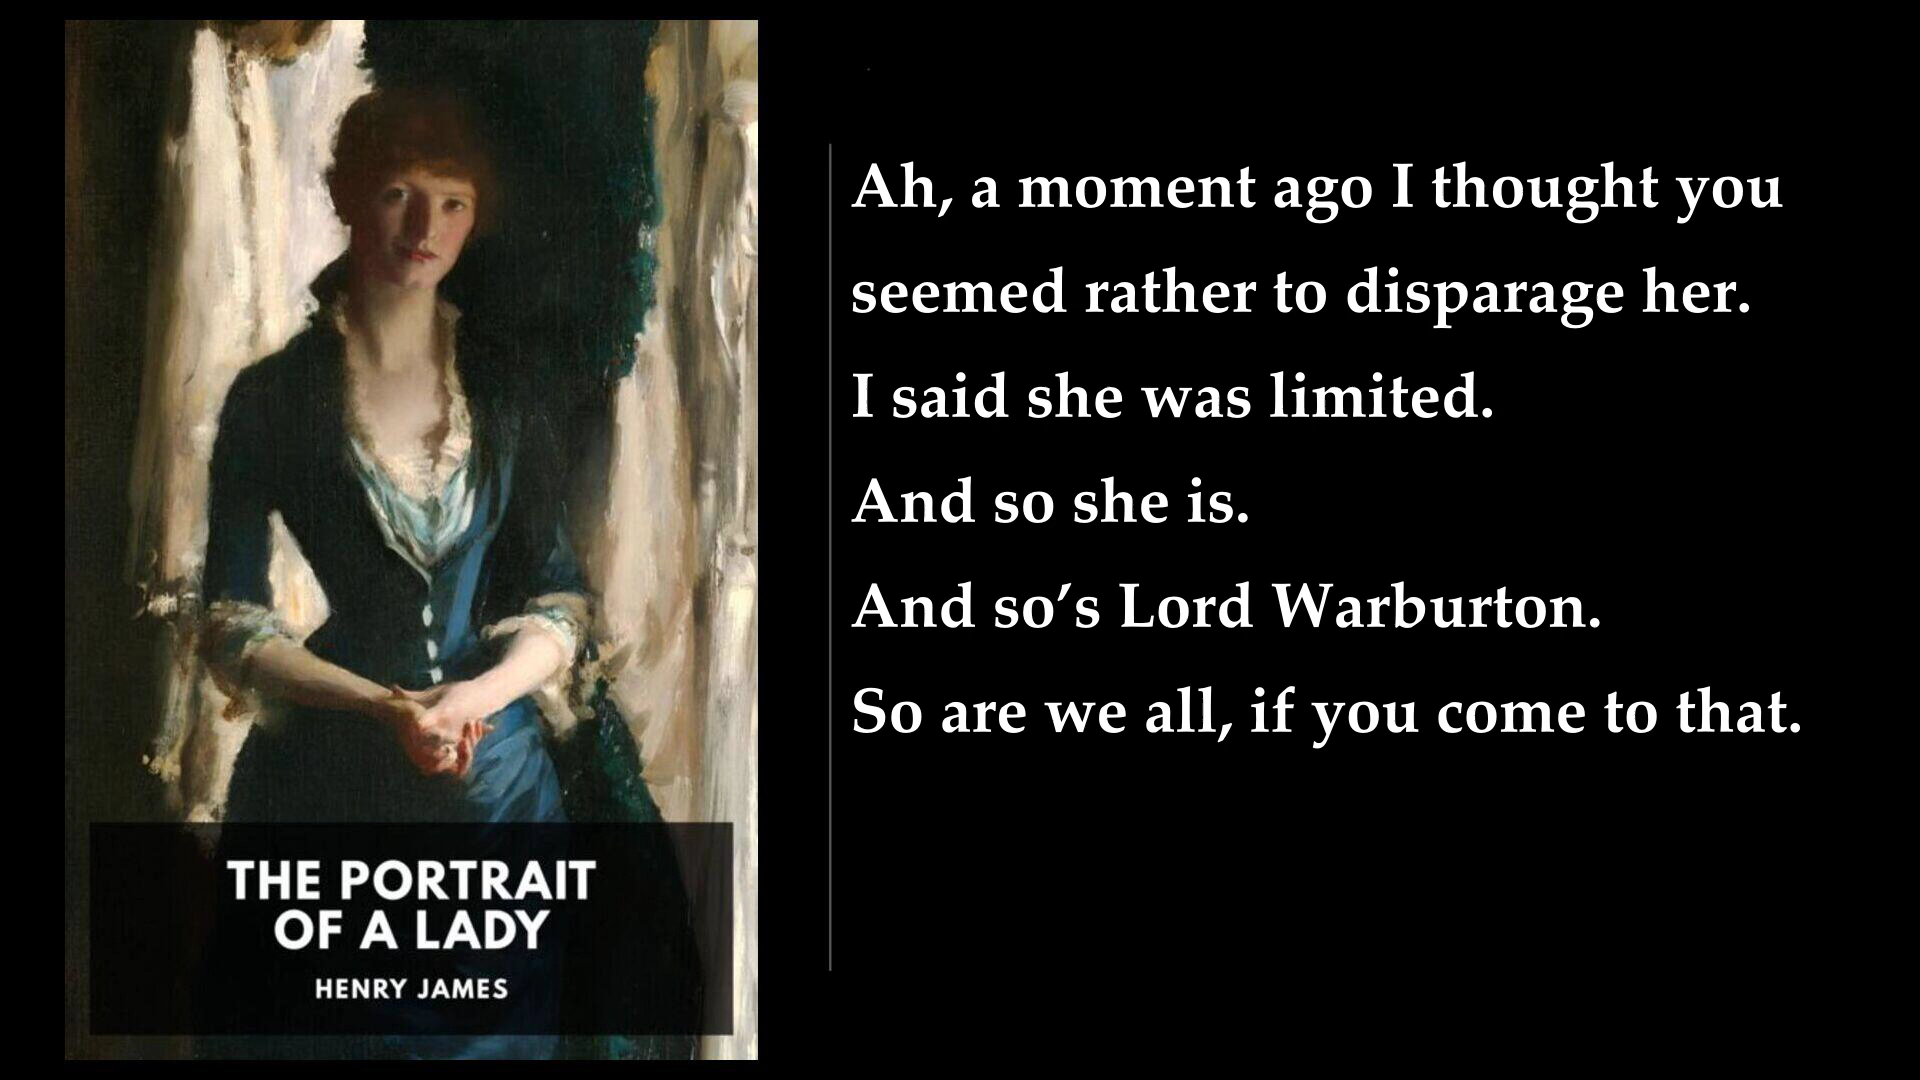 Ah, a moment ago I thought you
seemed rather to disparage her.
I said she was limited.
And so she is.
And so’s Lord Warburton.
So are we all, if you come to that.
THE PORTRAIT
OF A LADY
HENRY JAMES